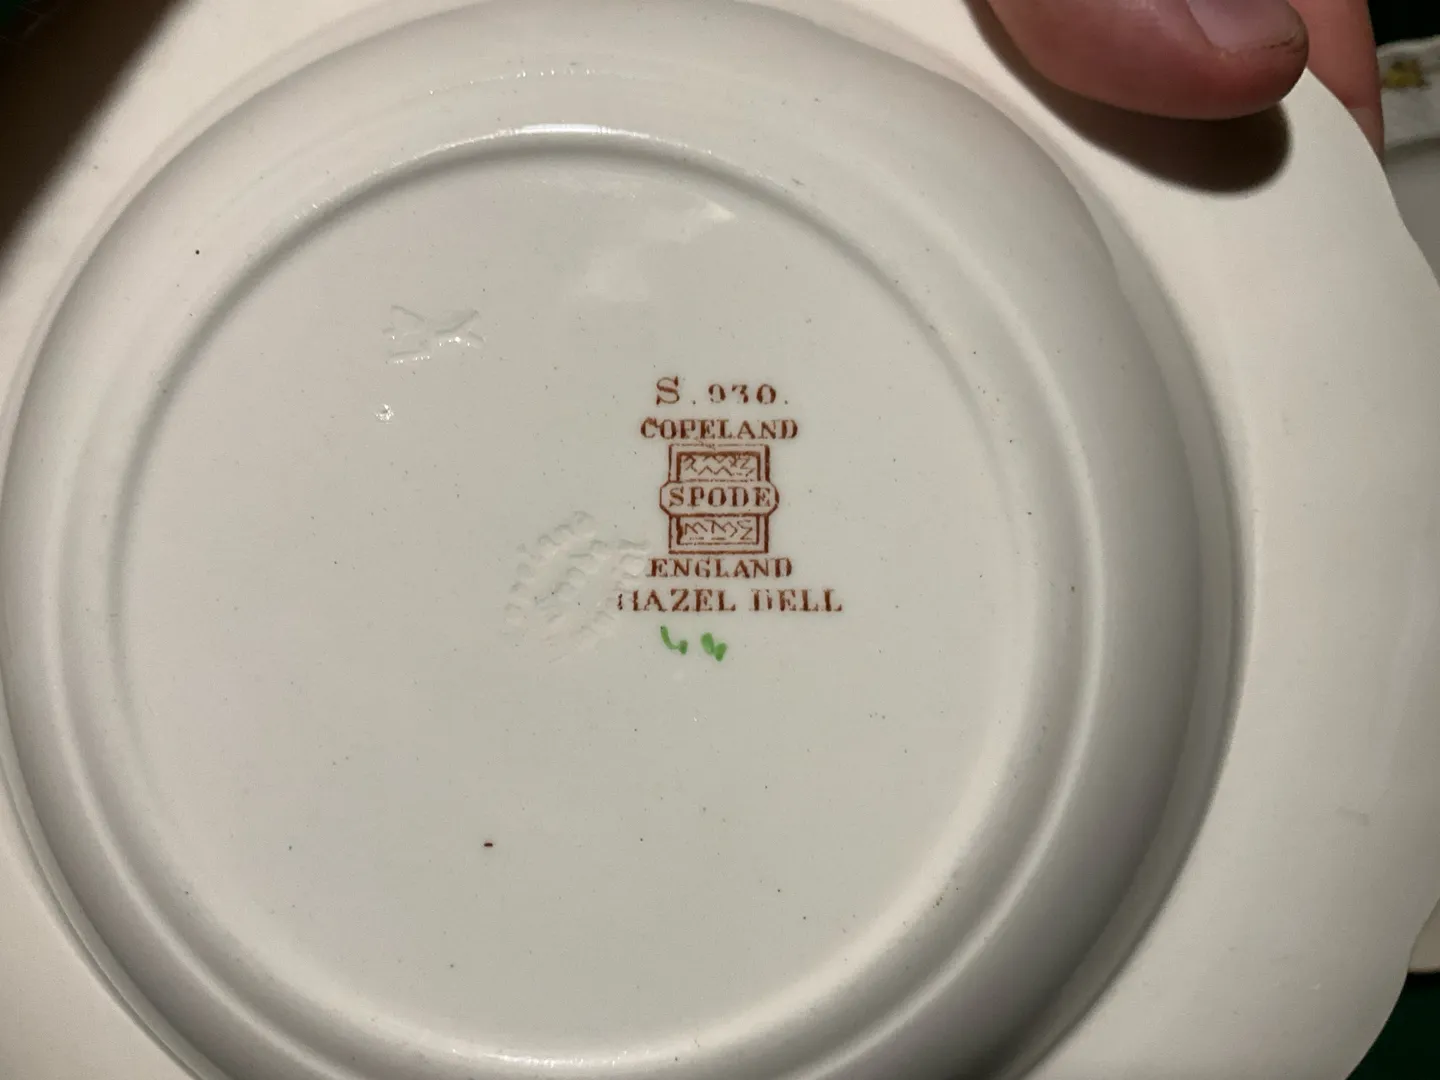 S. 930.
COPELAND
SPODE
ENGLAND
HAZEL DELL